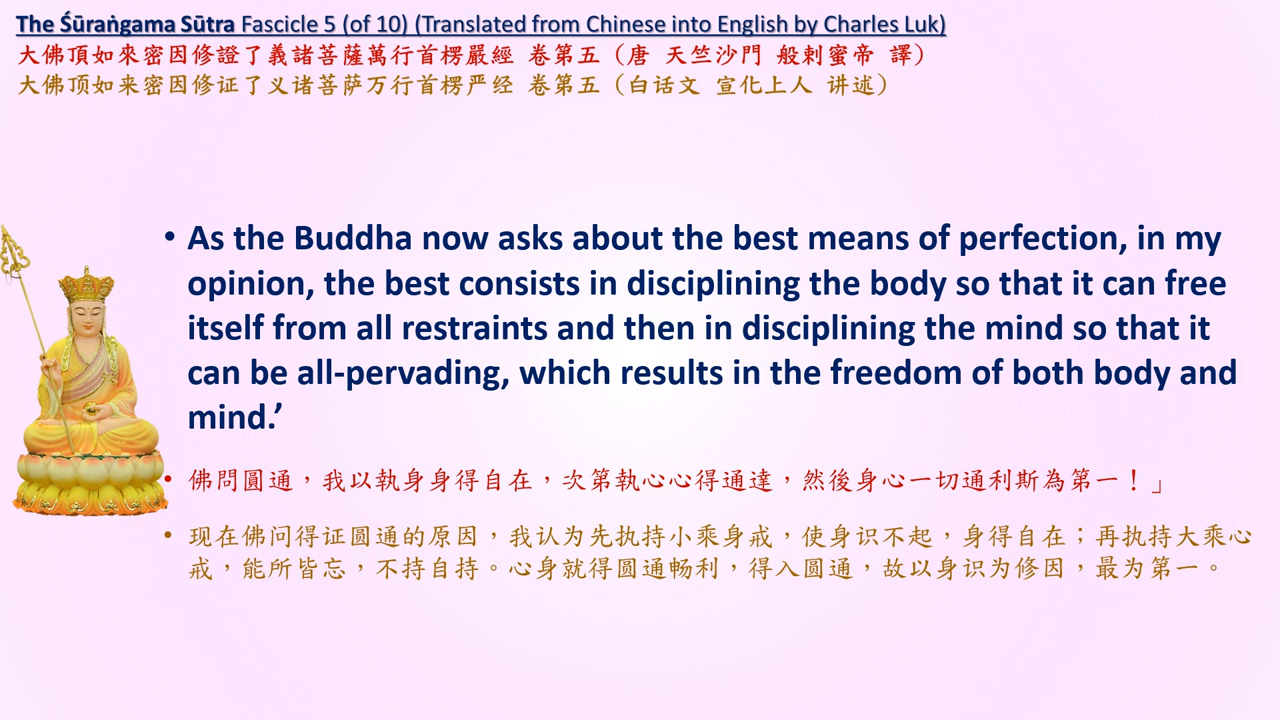 The Śūraṅgama Sūtra Fascicle 5 (of 10) (Translated from Chinese into English by Charles Luk)
大佛頂如來密因修證了義諸菩薩萬行首楞嚴經 卷第五（唐 天竺沙門 般剌蜜帝 譯）
大佛顶如来密因修证了义诸菩萨万行首楞严经 卷第五（白话文 宣化上人 讲述）
• As the Buddha now asks about the best means of perfection, in my
opinion, the best consists in disciplining the body so that it can free
itself from all restraints and then in disciplining the mind so that it
can be all-pervading, which results in the freedom of both body and
mind.’
• 佛問圓通，我以執身身得自在，次第執心心得通達，然後身心一切通利斯為第一！」
• 现在佛问得证圆通的原因，我认为先执持小乘身戒，使身识不起，身得自在；再执持大乘心
戒，能所皆忘，不持自持。心身就得圆通畅利，得入圆通，故以身识为修因，最为第一。